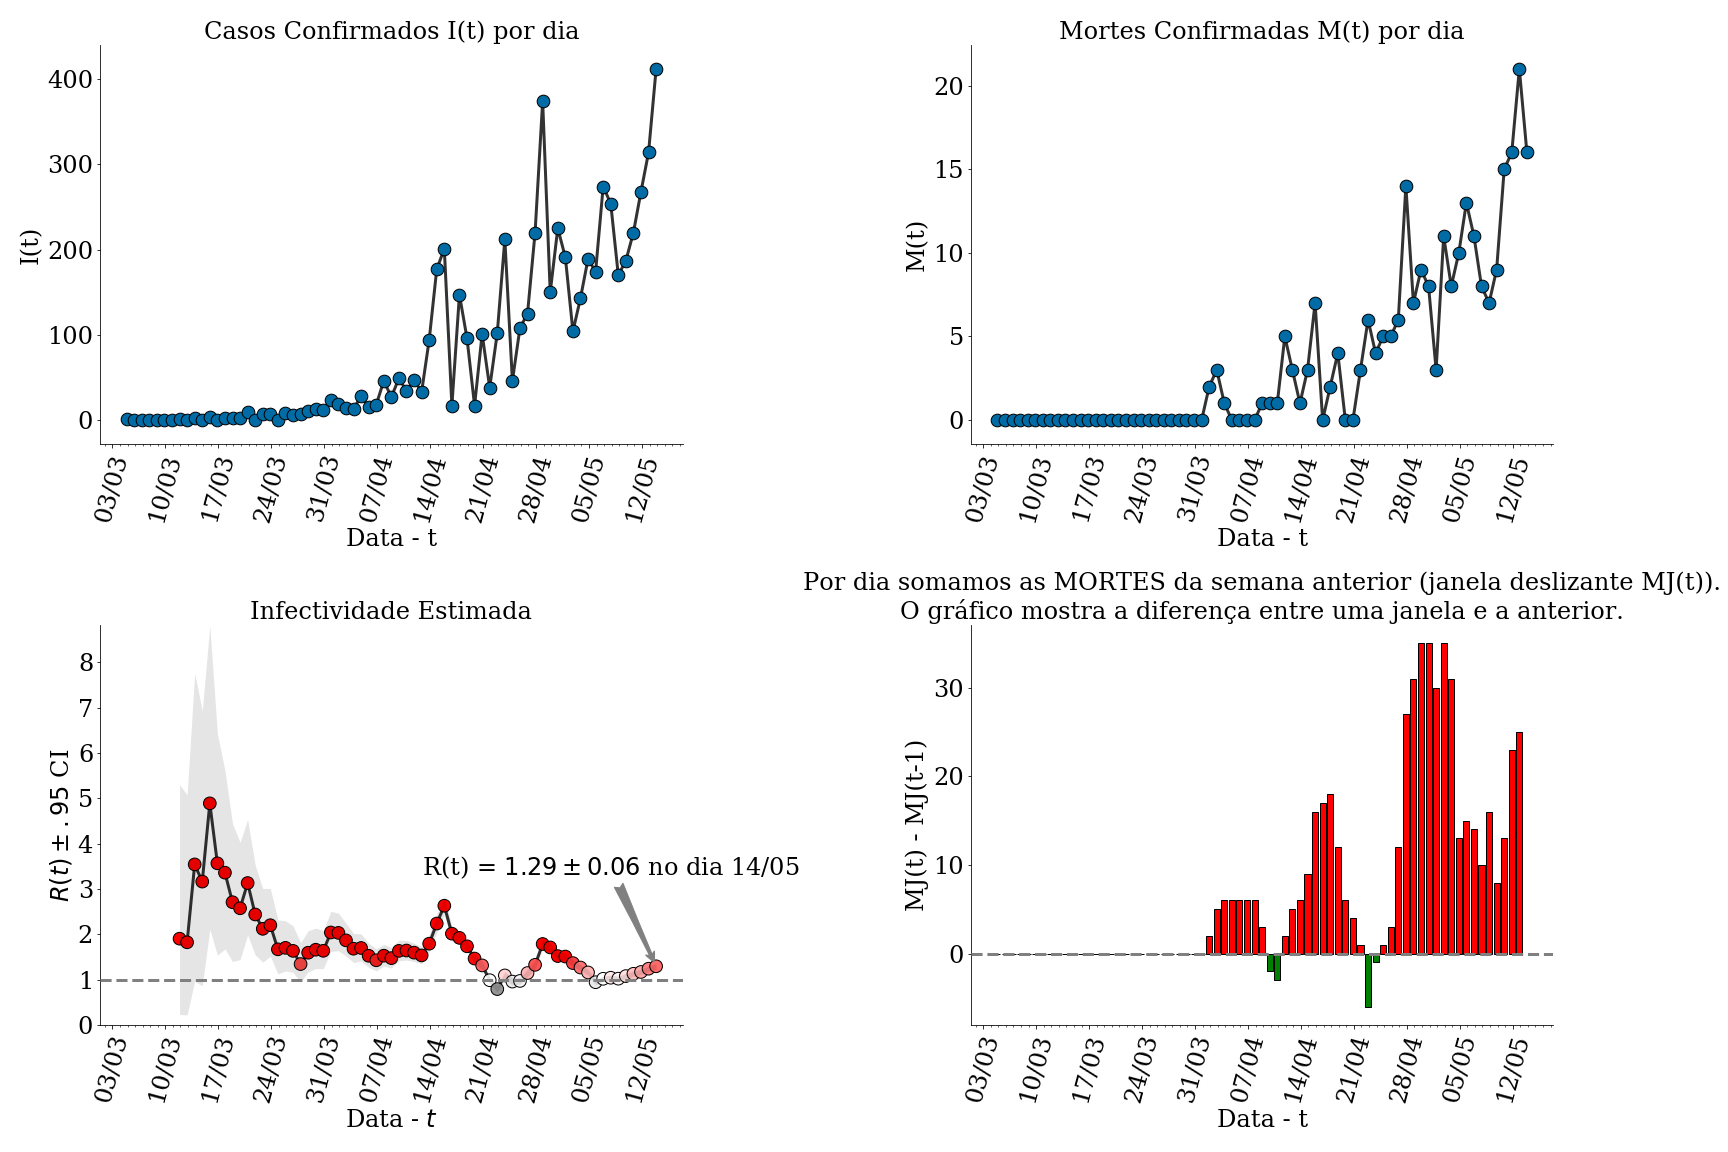 Casos Confirmados I(t) por dia
I(t)
400
300
200
100
0
03/03 10/03 17/03 24/03 31/03 07/04 14/04 21/04 28/04 05/05 12/05
Data - t
Mortes Confirmadas M(t) por dia
M(t)
20
15
10
5
0
03/03 10/03 17/03 24/03 31/03 07/04 14/04 21/04 28/04 05/05 12/05
Data - t
Infectividade Estimada
R(t) ± .95 CI
8
7
6
5
4
3
2
1
0
R(t) = 1.29 ± 0.06 no dia 14/05
03/03 10/03 17/03 24/03 31/03 07/04 14/04 21/04 28/04 05/05 12/05
Data - t
Por dia somamos as MORTES da semana anterior (janela deslizante MJ(t)).
O gráfico mostra a diferença entre uma janela e a anterior.
MJ(t) - MJ(t-1)
30
20
10
0
03/03 10/03 17/03 24/03 31/03 07/04 14/04 21/04 28/04 05/05 12/05
Data - t